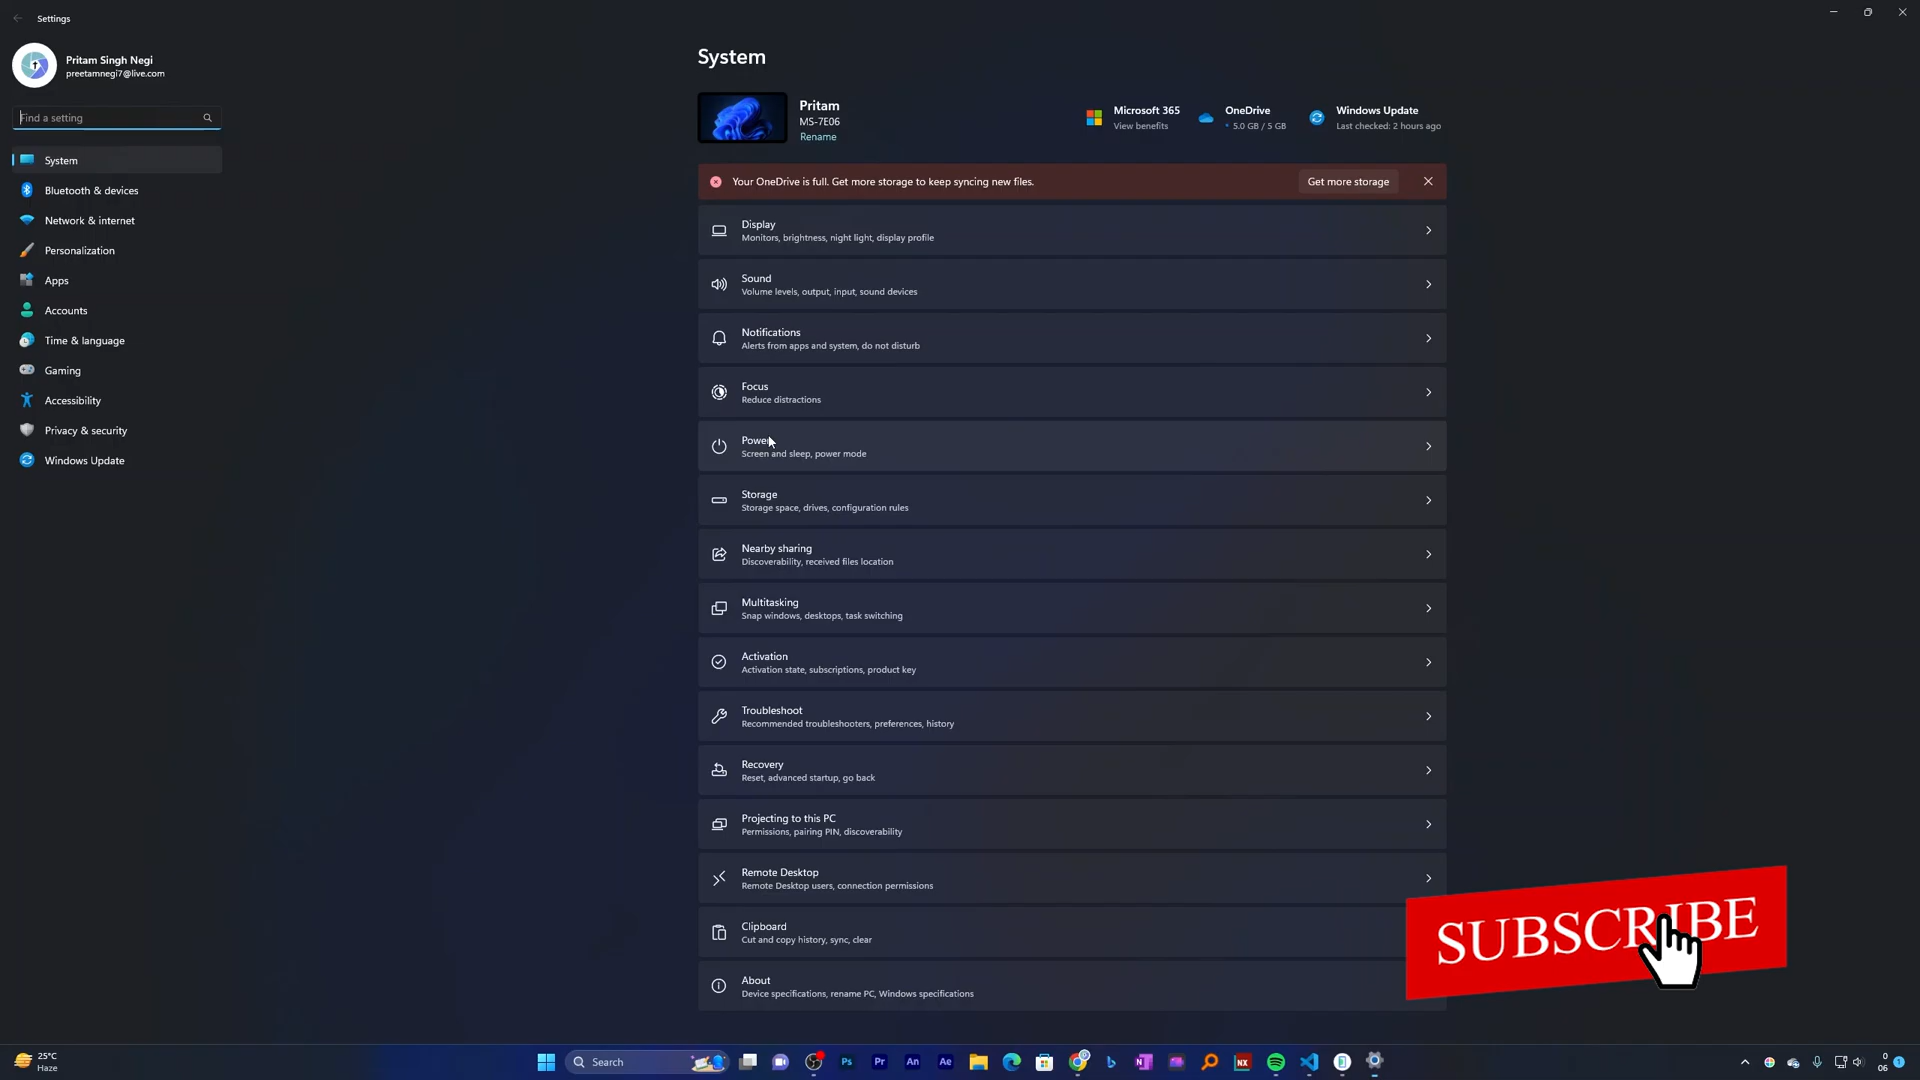 Settings
Pritam Singh Negi
preetamnegi7@live.com
Find a setting
System
Bluetooth & devices
Network & internet
Personalization
Apps
Accounts
Time & language
Gaming
Accessibility
Privacy & security
Windows Update
System
Pritam
MS-7E06
Rename
Microsoft 365
View benefits
OneDrive
5.0 GB / 5 GB
Windows Update
Last checked: 2 hours ago
Your OneDrive is full. Get more storage to keep syncing new files.
Get more storage
Display
Monitors, brightness, night light, display profile
Sound
Volume levels, output, input, sound devices
Notifications
Alerts from apps and system, do not disturb
Focus
Reduce distractions
Power
Screen and sleep, power mode
Storage
Storage space, drives, configuration rules
Nearby sharing
Discoverability, received files location
Multitasking
Snap windows, desktops, task switching
Activation
Activation state, subscriptions, product key
Troubleshoot
Recommended troubleshooters, preferences, history
Recovery
Reset, advanced startup, go back
Projecting to this PC
Permissions, pairing PIN, discoverability
Remote Desktop
Remote Desktop users, connection permissions
Clipboard
Cut and copy history, sync, clear
About
Device specifications, rename PC, Windows specifications
SUBSCRIBE
25°C
Haze
Search
Ps
Pr
An
Ae
NX
0
06
1